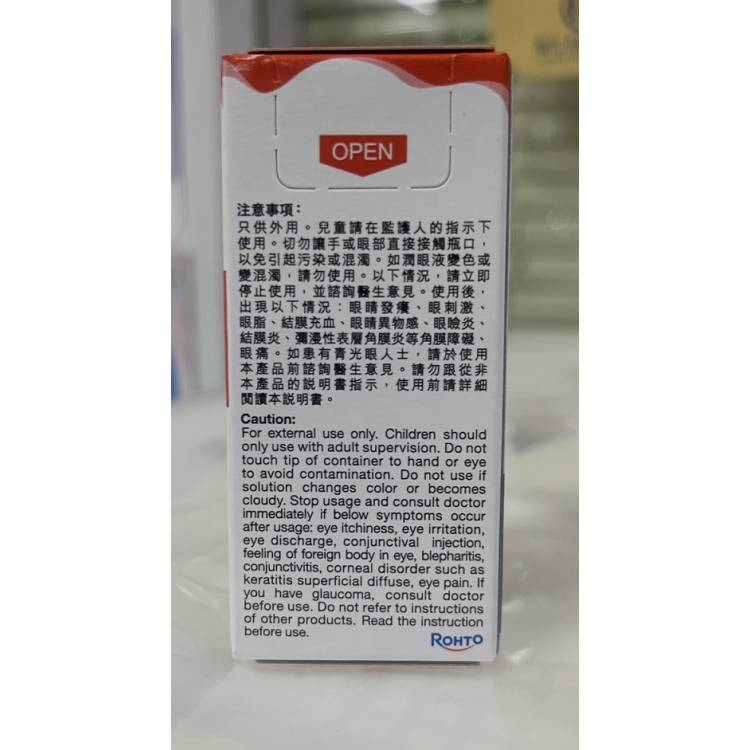 OPEN
注意事項：
只供外用。兒童請在監護人的指示下
使用。切勿讓手或眼部直接接觸瓶口，
以免引起污染或混濁。如潤眼液變色或
變混濁，請勿使用。以下情況，請立即
停止使用，並諮詢醫生意見。使用後，
出現以下情況：眼睛發癢、眼刺激、
眼脂、結膜充血、眼睛異物感、眼瞼炎、
結膜炎、彌漫性表層角膜炎等角膜障礙、
眼痛。如患有青光眼人士，請於使用
本產品前諮詢醫生意見。請勿跟從非
本產品的説明書指示，使用前請詳細
閱讀本説明書。
Caution:
For external use only. Children should
only use with adult supervision. Do not
touch tip of container to hand or eye
to avoid contamination. Do not use if
solution changes color or becomes
cloudy. Stop usage and consult doctor
immediately if below symptoms occur
after usage: eye itchiness, eye irritation,
eye discharge, conjunctival injection,
feeling of foreign body in eye, blepharitis,
conjunctivitis, corneal disorder such as
keratitis superficial diffuse, eye pain. If
you have glaucoma, consult doctor
before use. Do not refer to instructions
of other products. Read the instruction
before use.
ROHTO